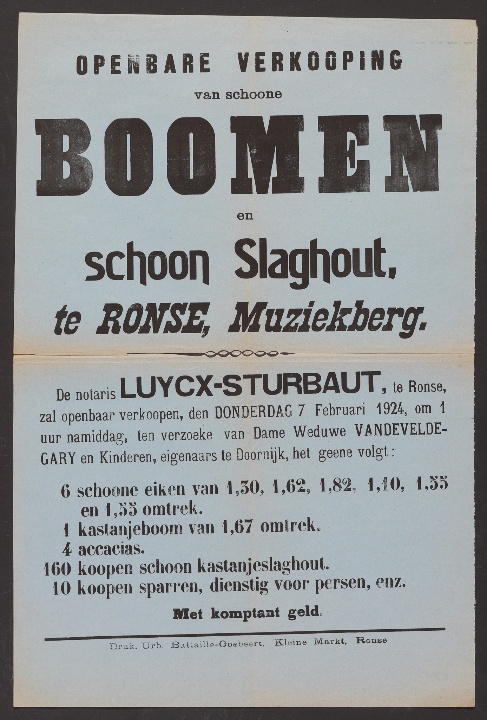 OPENBARE VERKOOPING
van schoone
BOOMEN
en
schoon Slaghout,
te RONSE, Muziekberg.
De notaris LUYCX-STURBAUT, te Ronse,
zal openbaar verkoopen, den DONDERDAG 7 Februari 1924, om 1
uur namiddag, ten verzoeke van Dame Weduwe VANDEVELDE-
GARY en Kinderen, eigenaars te Doornijk, het geene volgt:
6 schoone eiken van 1,30, 1,62, 1,82, 1,10, 1,55
en 1,55 omtrek.
1 kastanjeboom van 1,67 omtrek.
4 accacias.
160 koopen schoon kastanjeslaghout.
10 koopen sparren, dienstig voor persen, enz.
Met komptant geld.
Druk. Urb. Battaille-Goebeert, Kleine Markt, Ronse